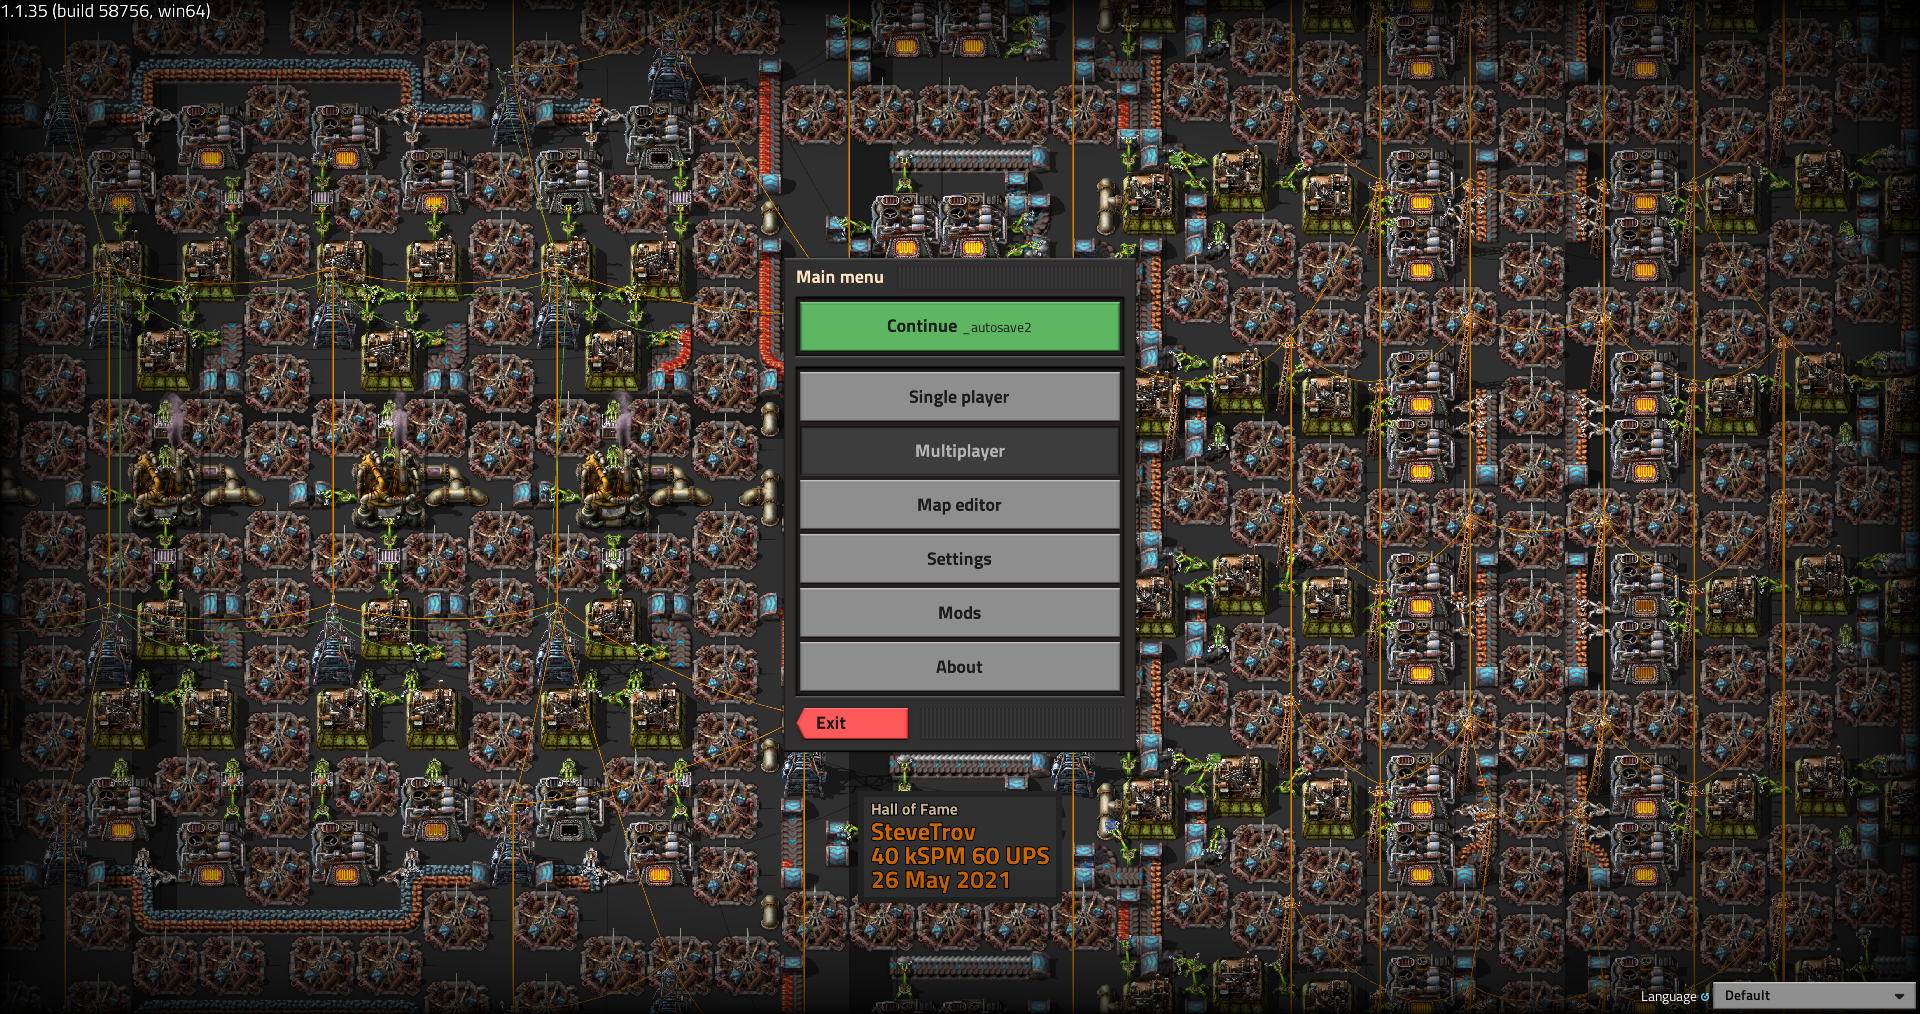 1.1.35 (build 58756, win64)
Main menu
Continue _autosave2
Single player
Multiplayer
Map editor
Settings
Mods
About
Exit
Hall of Fame
SteveTrov
40 kSPM 60 UPS
26 May 2021
Language Default